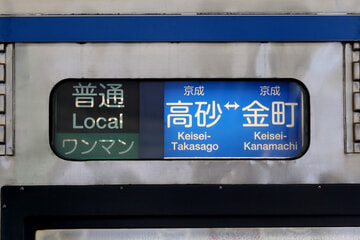 普通
Local
ワンマン
京成 京成
高砂↔金町
Keisei- Keisei-
Takasago Kanamachi